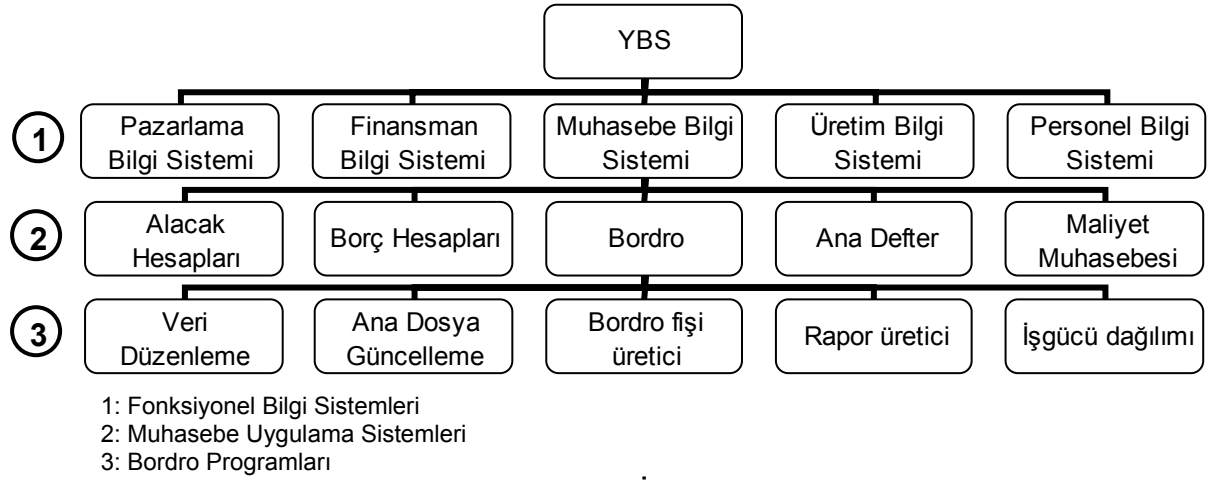 YBS
1
Pazarlama
Bilgi Sistemi
Finansman
Bilgi Sistemi
Muhasebe Bilgi
Sistemi
Üretim Bilgi
Sistemi
Personel Bilgi
Sistemi
2
Alacak
Hesapları
Borç Hesapları
Bordro
Ana Defter
Maliyet
Muhasebesi
3
Veri
Düzenleme
Ana Dosya
Güncelleme
Bordro fişi
üretici
Rapor üretici
İşgücü dağılımı
1: Fonksiyonel Bilgi Sistemleri
2: Muhasebe Uygulama Sistemleri
3: Bordro Programları
.